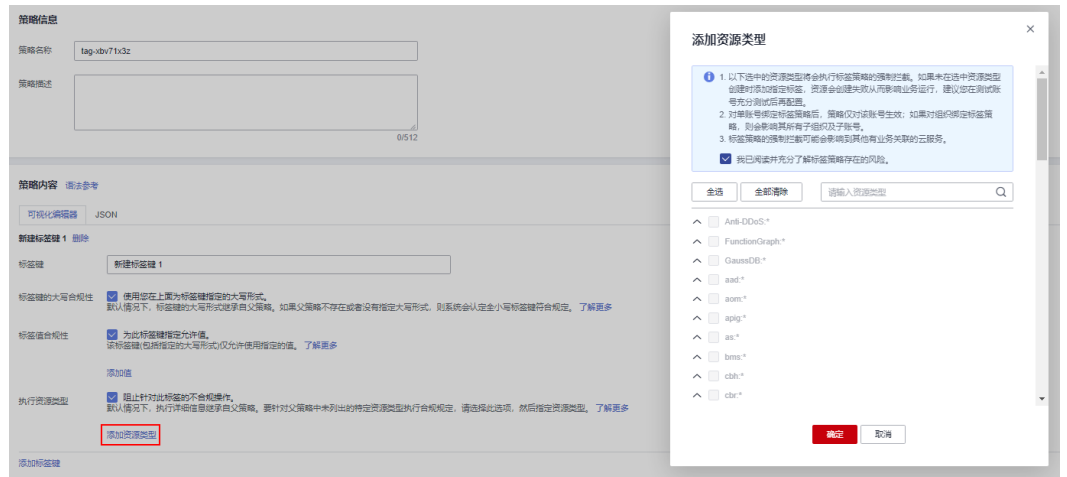 策略信息
策略名称 tag-xbv71x3z
策略描述
0/512
策略内容 语法参考
可视化编辑器 JSON
新建标签键 1 删除
标签键 新建标签键 1
标签键的大写合规性 使用您在上面为标签键指定的大写形式。
默认情况下，标签键的大写形式继承自父策略。如果父策略不存在或者没有指定大写形式，则系统会认定全小写标签键符合规定。 了解更多
标签值合规性 为此标签键指定允许值。
该标签键(包括指定的大写形式)仅允许使用指定的值。 了解更多
添加值
执行资源类型 阻止针对此标签的不合规操作。
默认情况下，执行详细信息继承自父策略。要针对父策略中未列出的特定资源类型执行合规规定，请选择此选项，然后指定资源类型。 了解更多
添加资源类型
添加标签键
添加资源类型
1. 以下选中的资源类型将会执行标签策略的强制拦截。如果未在选中资源类型
创建时添加指定标签，资源会创建失败从而影响业务运行，建议您在测试账
号充分测试后再配置。
2. 对单账号绑定标签策略后，策略仅对该账号生效；如果对组织绑定标签策
略，则会影响其所有子组织及子账号。
3. 标签策略的强制拦截可能会影响到其他有业务关联的云服务。
我已阅读并充分了解标签策略存在的风险。
全选 全部清除 请输入资源类型
Anti-DDoS:*
FunctionGraph:*
GaussDB:*
aad:*
aom:*
apig:*
as:*
bms:*
cbh:*
cbr:*
确定 取消